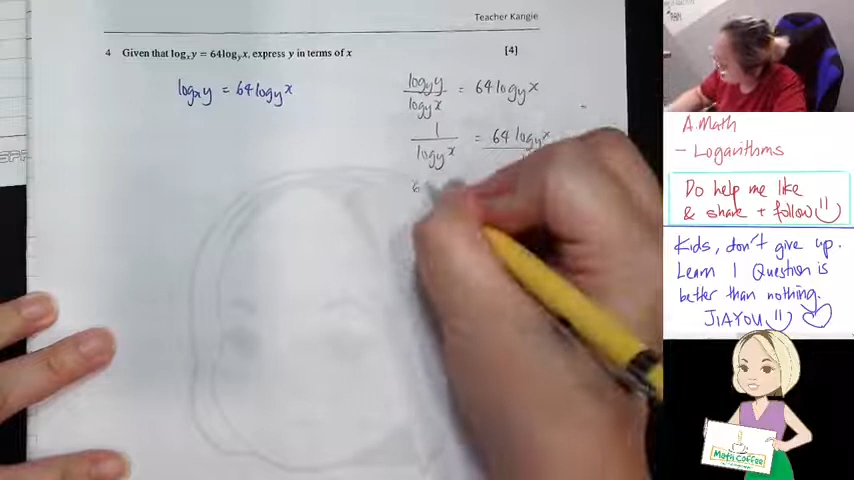 Teacher Kangie
4 Given that logₓy = 64logᵧx, express y in terms of x [4]
logₓy = 64logᵧx
logᵧy / logᵧx = 64logᵧx
1 / logᵧx = 64logᵧx
6
A.Math
- Logarithms
Do help me like
& share + follow
Kids, don't give up.
Learn 1 Question is
better than nothing.
JIAYOU!!
Math Coffee